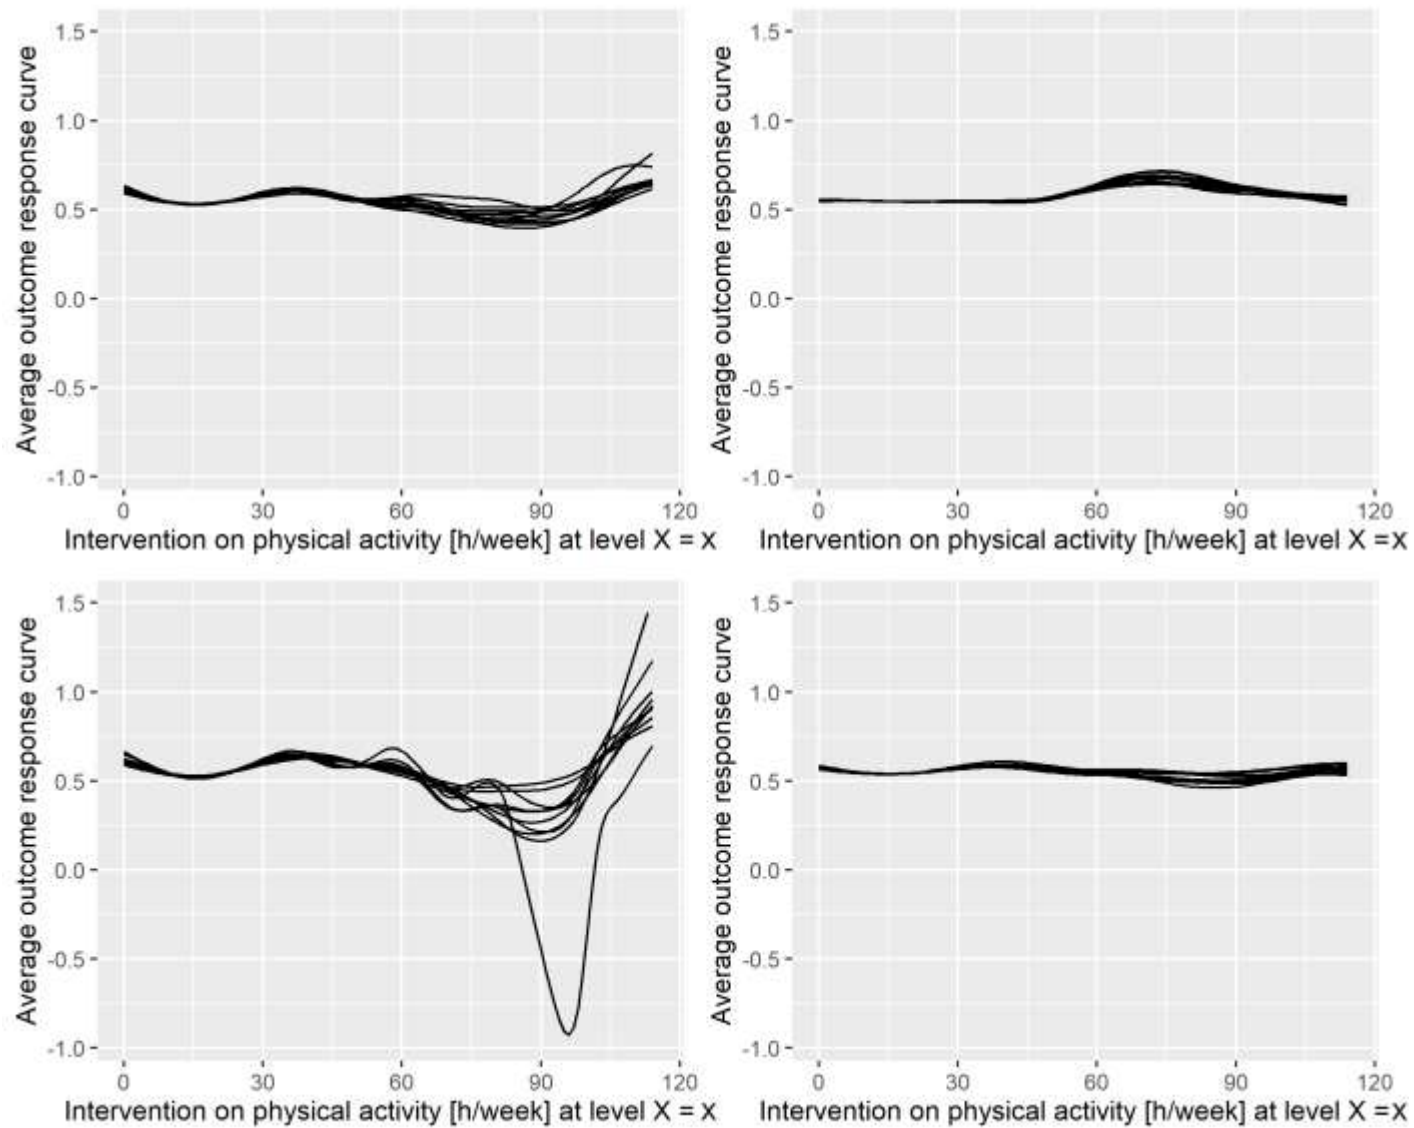 Average outcome response curve
1.5
1.0
0.5
0.0
-0.5
-1.0
0 30 60 90 120
Intervention on physical activity [h/week] at level X = x
Average outcome response curve
1.5
1.0
0.5
0.0
-0.5
-1.0
0 30 60 90 120
Intervention on physical activity [h/week] at level X =x
Average outcome response curve
1.5
1.0
0.5
0.0
-0.5
-1.0
0 30 60 90 120
Intervention on physical activity [h/week] at level X = x
Average outcome response curve
1.5
1.0
0.5
0.0
-0.5
-1.0
0 30 60 90 120
Intervention on physical activity [h/week] at level X =x